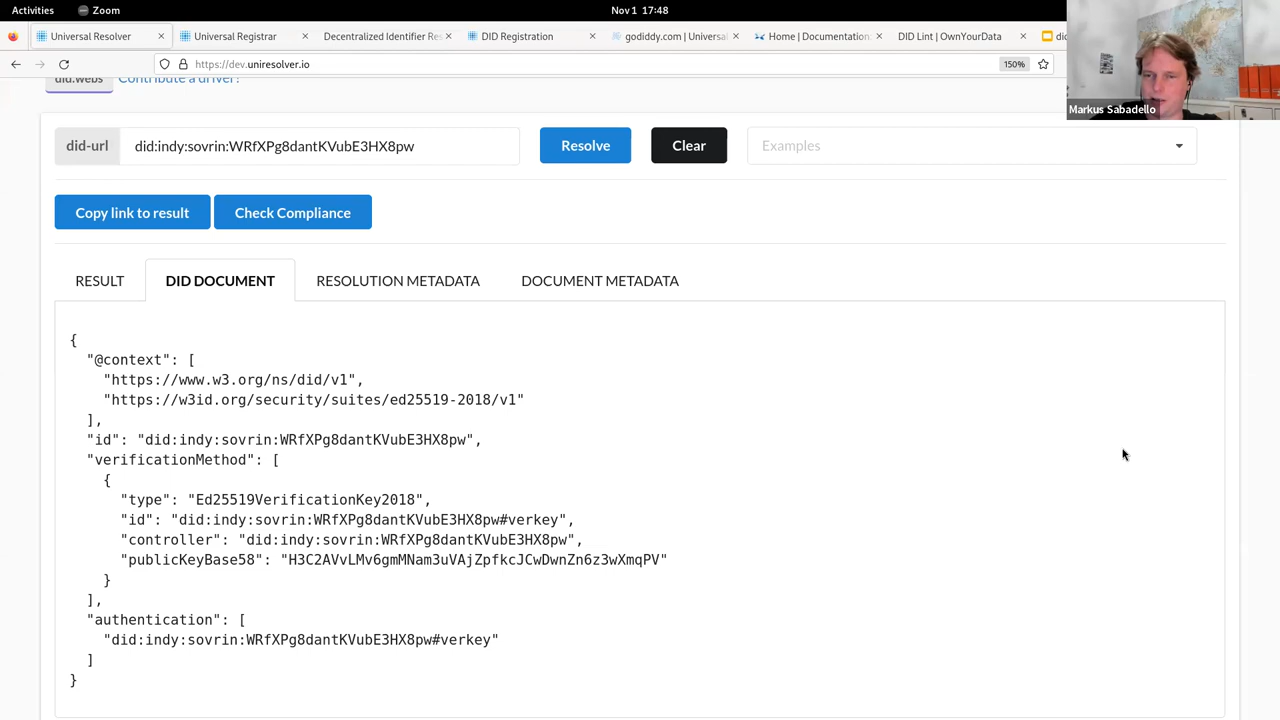 Activities
Zoom
Nov 1 17:48
Universal Resolver
Universal Registrar
Decentralized Identifier Res
DID Registration
godiddy.com | Universal
Home | Documentation
DID Lint | OwnYourData
did
https://dev.uniresolver.io
150%
Markus Sabadello
did:webs
Contribute a driver!
did-url
did:indy:sovrin:WRfXPg8dantKVubE3HX8pw
Resolve
Clear
Examples
Copy link to result
Check Compliance
RESULT
DID DOCUMENT
RESOLUTION METADATA
DOCUMENT METADATA
{
"@context": [
"https://www.w3.org/ns/did/v1",
"https://w3id.org/security/suites/ed25519-2018/v1"
],
"id": "did:indy:sovrin:WRfXPg8dantKVubE3HX8pw",
"verificationMethod": [
{
"type": "Ed25519VerificationKey2018",
"id": "did:indy:sovrin:WRfXPg8dantKVubE3HX8pw#verkey",
"controller": "did:indy:sovrin:WRfXPg8dantKVubE3HX8pw",
"publicKeyBase58": "H3C2AVvLMv6gmMNam3uVAjZpfkcJCwDwnZn6z3wXmqPV"
}
],
"authentication": [
"did:indy:sovrin:WRfXPg8dantKVubE3HX8pw#verkey"
]
}